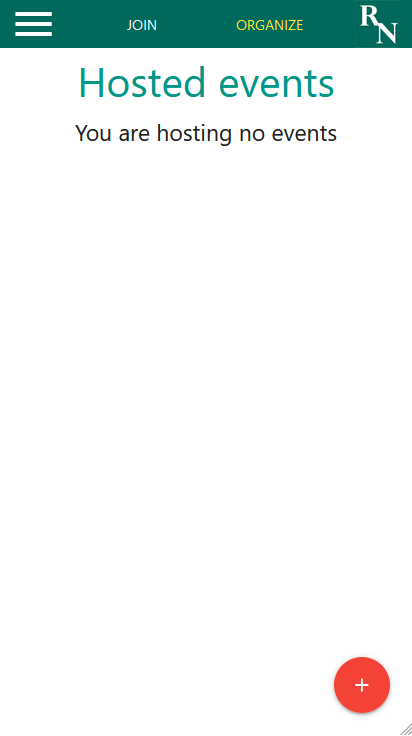 JOIN
ORGANIZE
RN
Hosted events
You are hosting no events
+